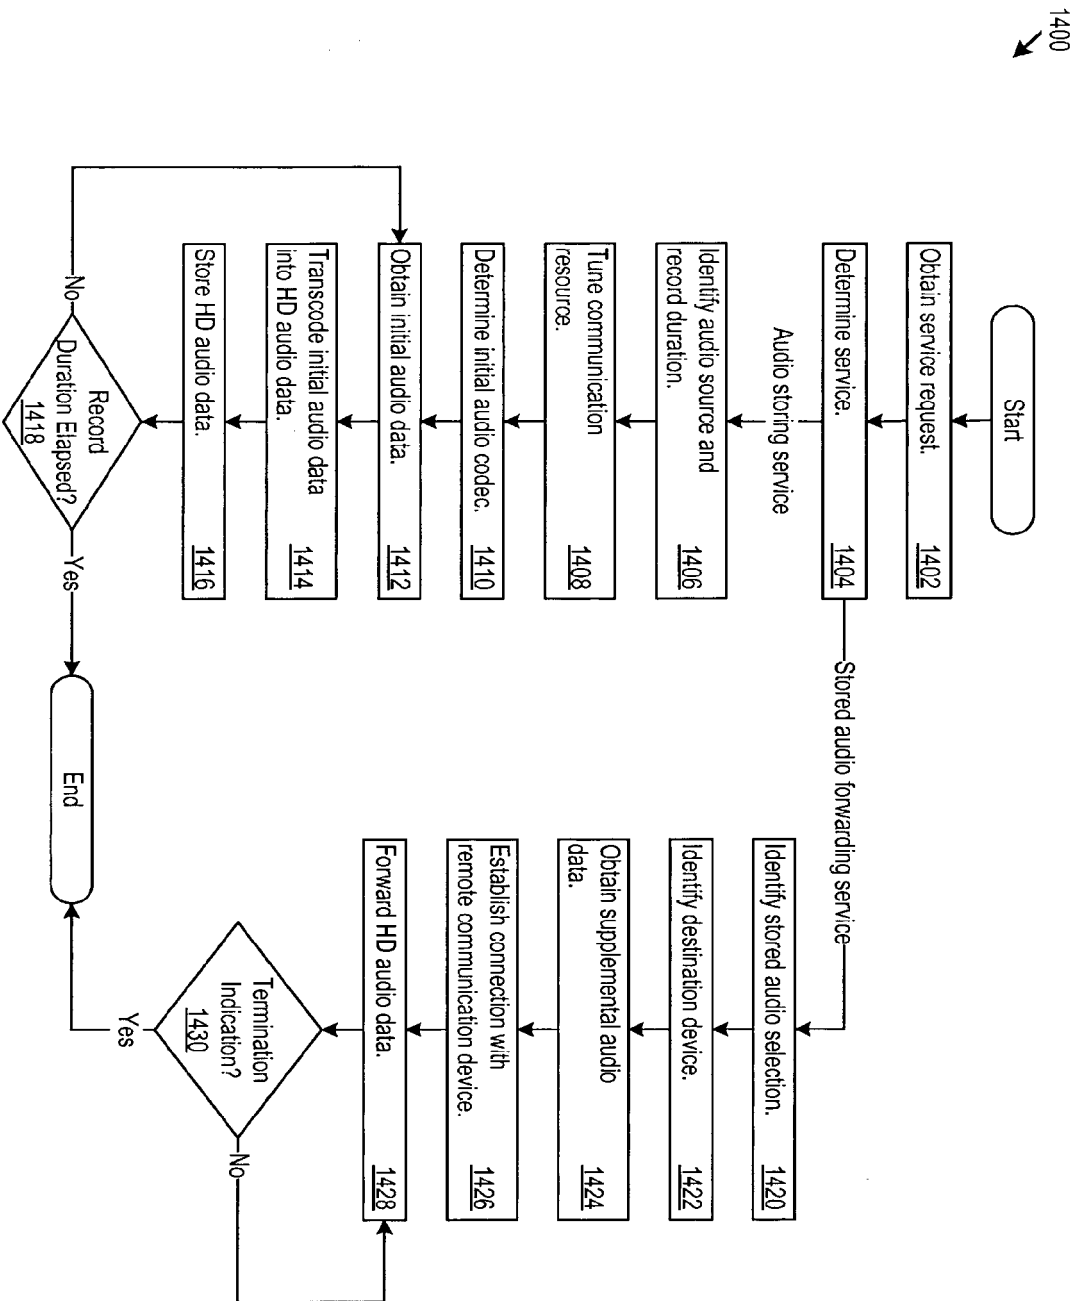 1400
Start
Obtain service request.
1402
Determine service.
1404
Audio storing service
Stored audio forwarding service
Identify audio source and
record duration.
1406
Tune communication
resource.
1408
Determine initial audio codec.
1410
Obtain initial audio data.
1412
Transcode initial audio data
into HD audio data.
1414
Store HD audio data.
1416
Record
Duration Elapsed?
1418
No
Yes
End
Identify stored audio selection.
1420
Identify destination device.
1422
Obtain supplemental audio
data.
1424
Establish connection with
remote communication device.
1426
Forward HD audio data.
1428
Termination
Indication?
1430
No
Yes